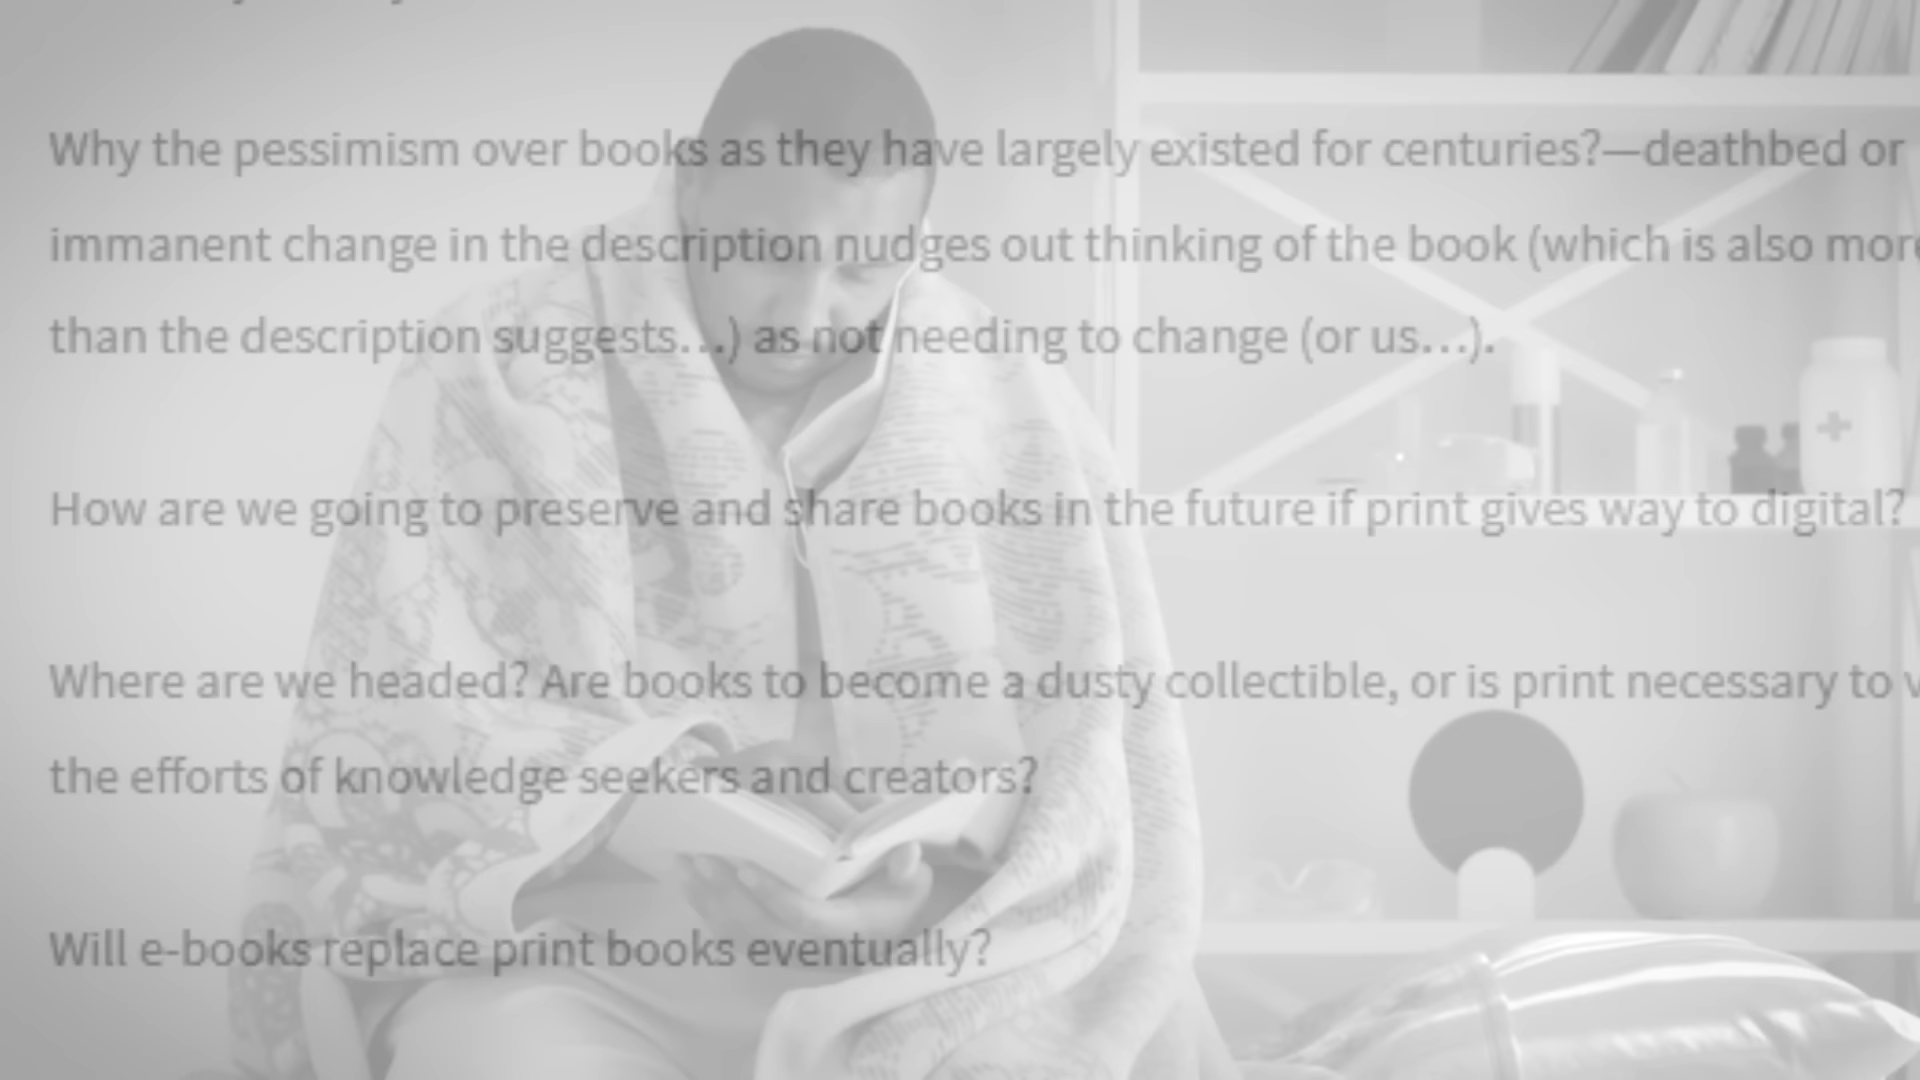 Why the pessimism over books as they have largely existed for centuries?—deathbed or
immanent change in the description nudges out thinking of the book (which is also more
than the description suggests…) as not needing to change (or us…).
How are we going to preserve and share books in the future if print gives way to digital?
Where are we headed? Are books to become a dusty collectible, or is print necessary to
the efforts of knowledge seekers and creators?
Will e-books replace print books eventually?